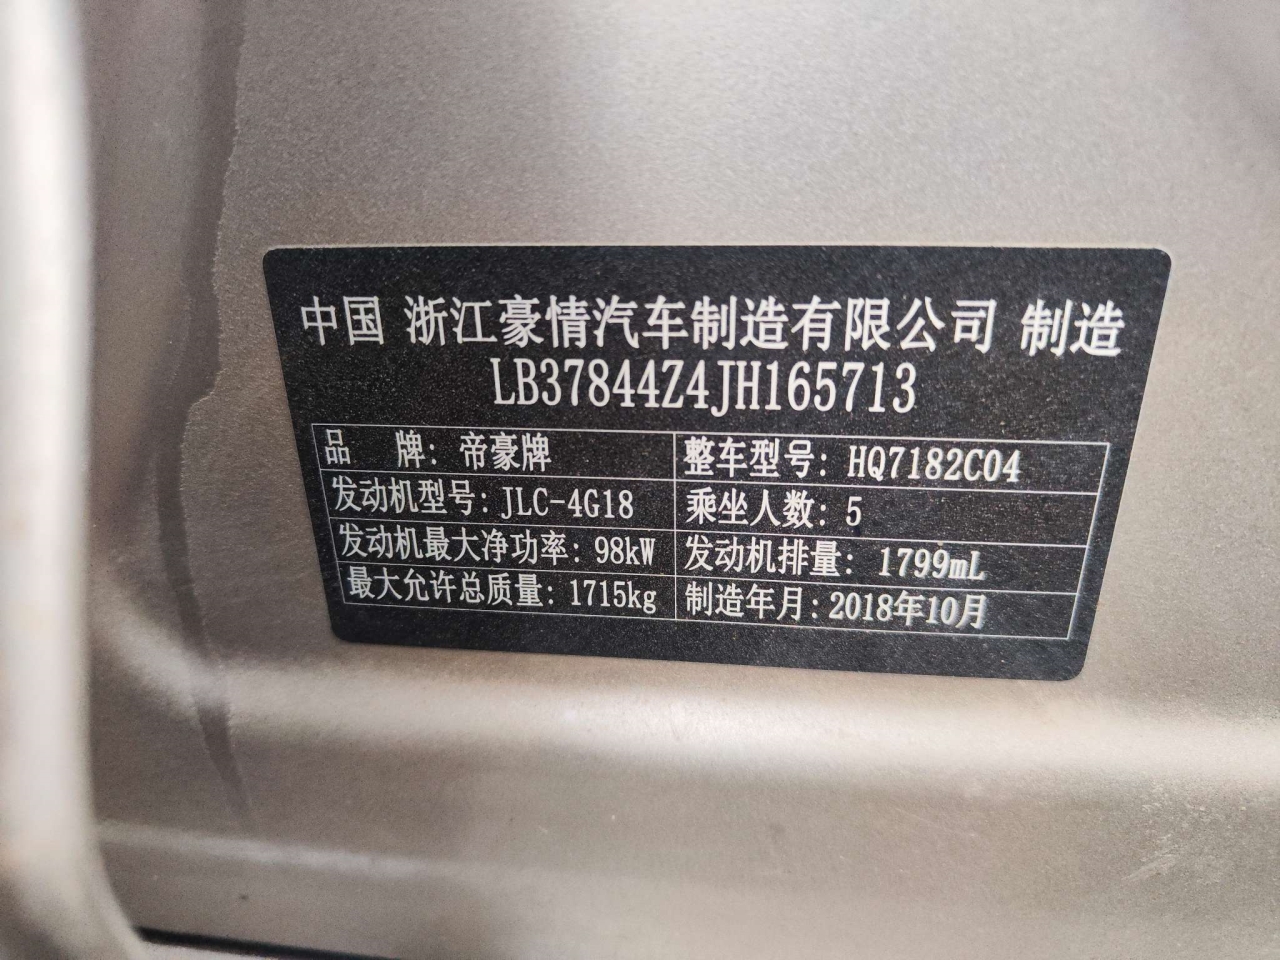 中国 浙江豪情汽车制造有限公司 制造
LB37844Z4JH165713
品 牌: 帝豪牌 整车型号: HQ7182C04
发动机型号: JLC-4G18 乘坐人数: 5
发动机最大净功率: 98kW 发动机排量: 1799mL
最大允许总质量: 1715kg 制造年月: 2018年10月